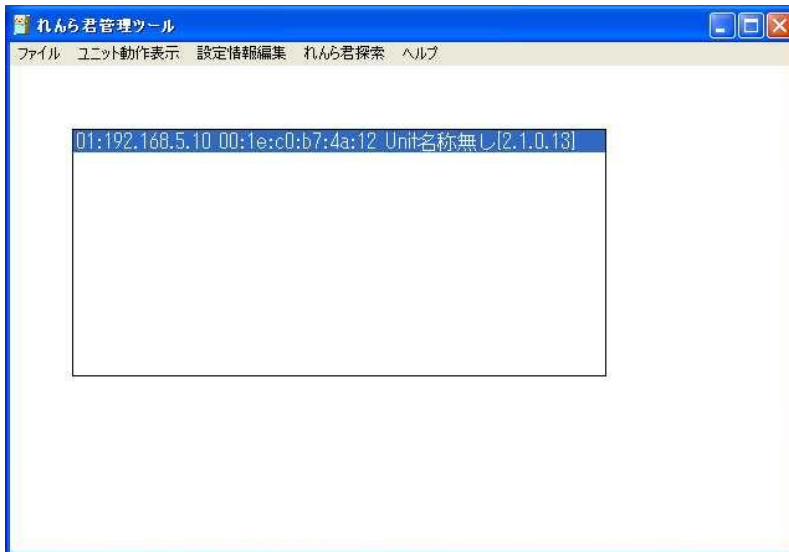 れんら君管理ツール
ファイル ユニット動作表示 設定情報編集 れんら君探索 ヘルプ
01:192.168.5.10 00:1e:c0:b7:4a:12 Unit名称無し[2.1.0.13]